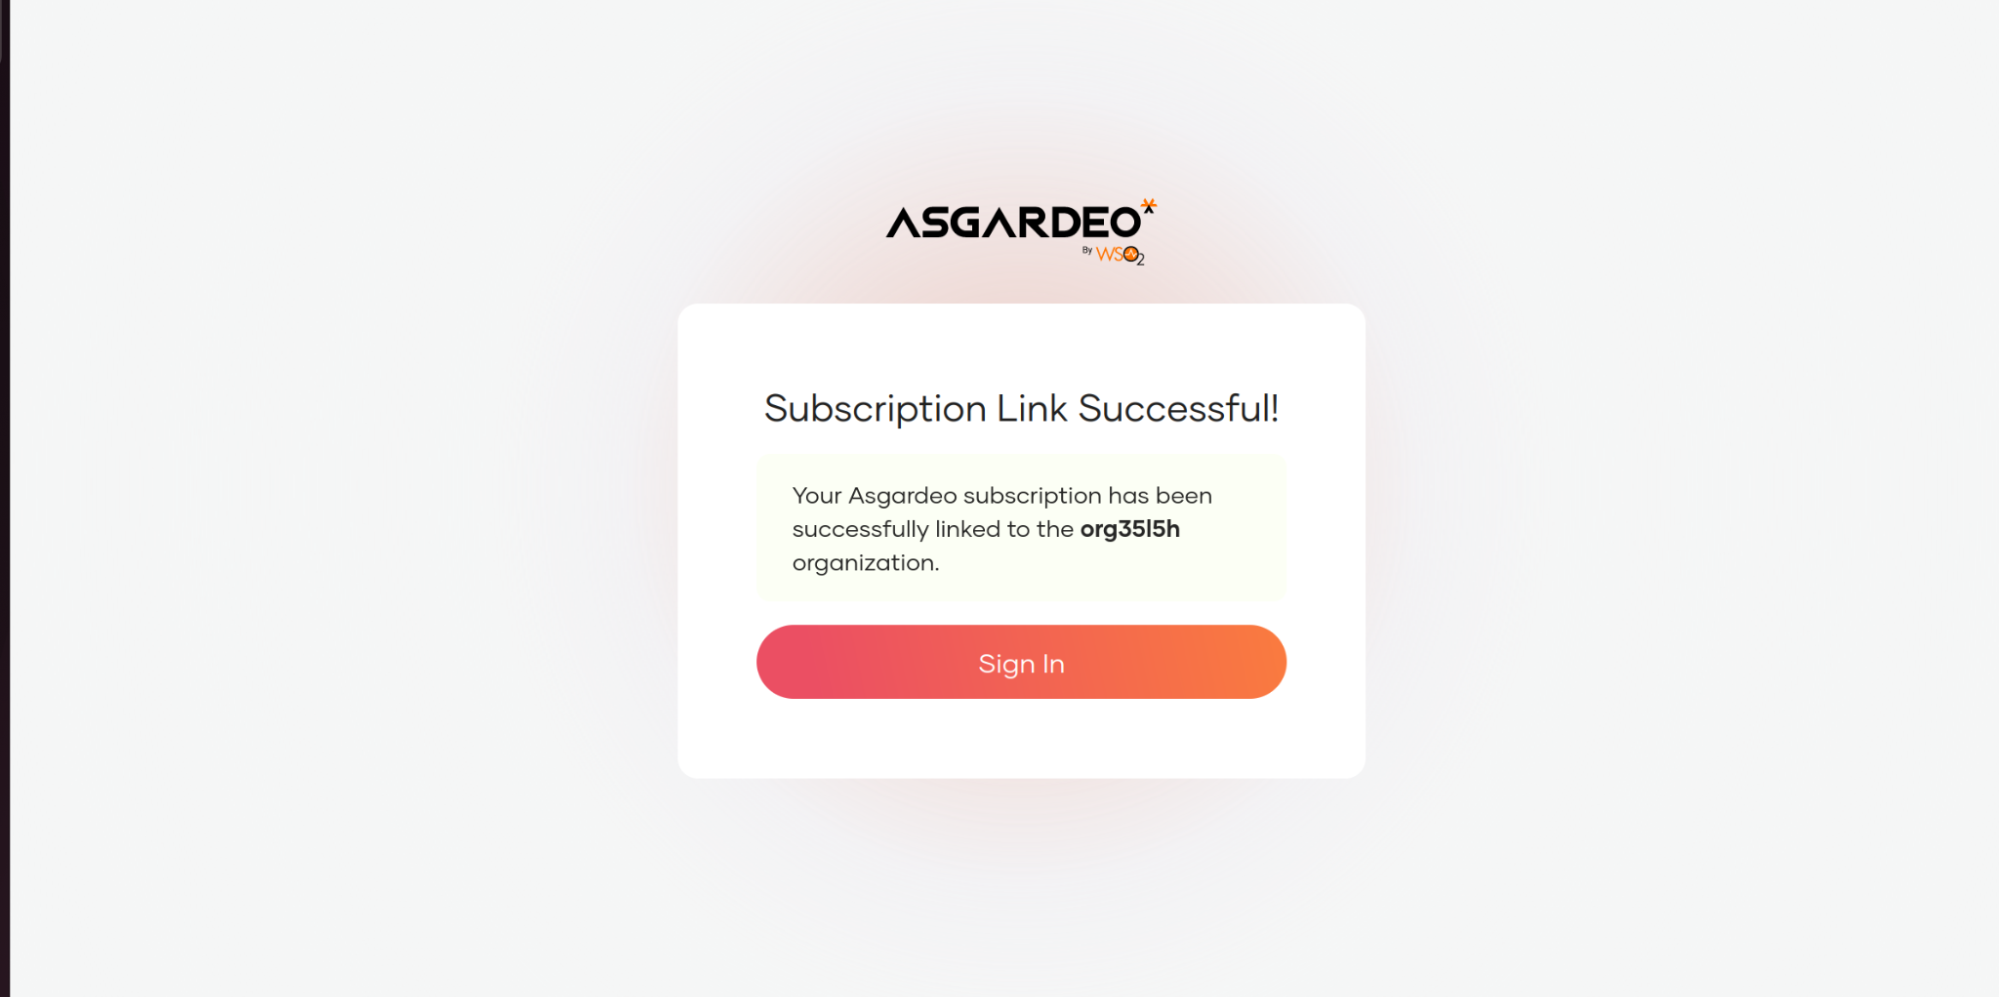 ASGARDEO
By WSO2
Subscription Link Successful!
Your Asgardeo subscription has been
successfully linked to the org35l5h
organization.
Sign In